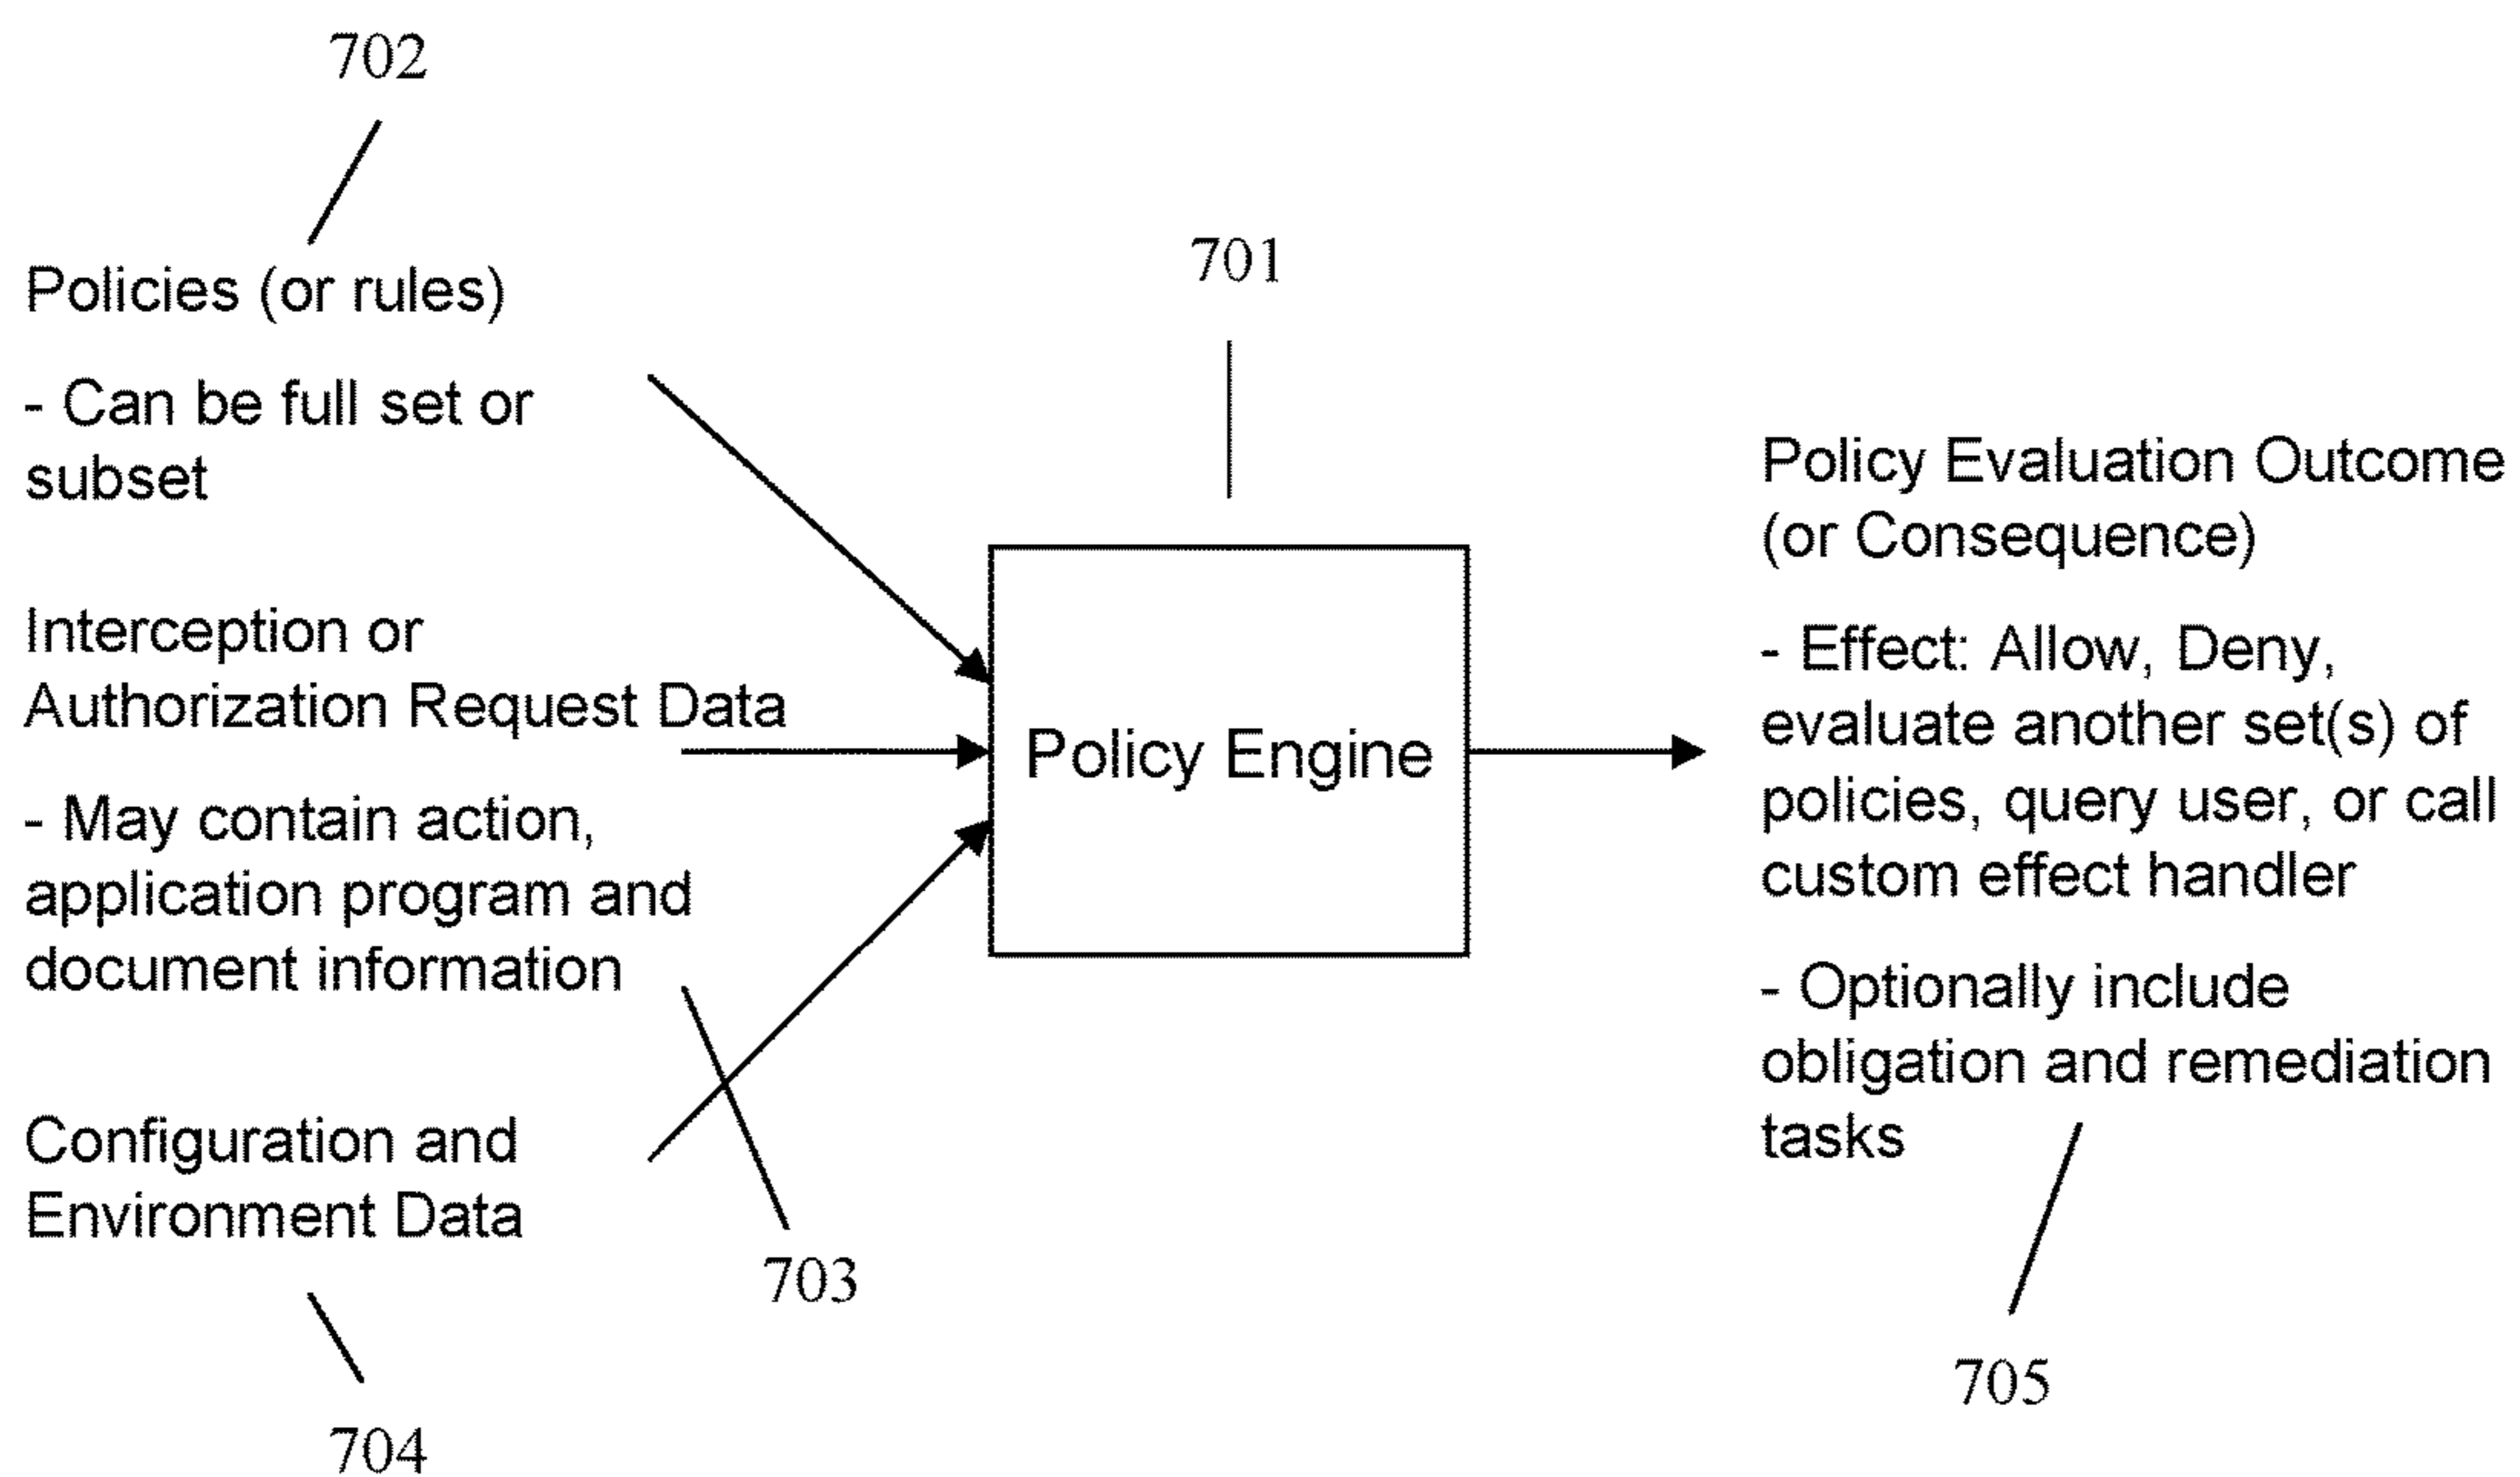 702
Policies (or rules)
- Can be full set or
subset
Interception or
Authorization Request Data
- May contain action,
application program and
document information
703
Configuration and
Environment Data
704
701
Policy Engine
Policy Evaluation Outcome
(or Consequence)
- Effect: Allow, Deny,
evaluate another set(s) of
policies, query user, or call
custom effect handler
- Optionally include
obligation and remediation
tasks
705